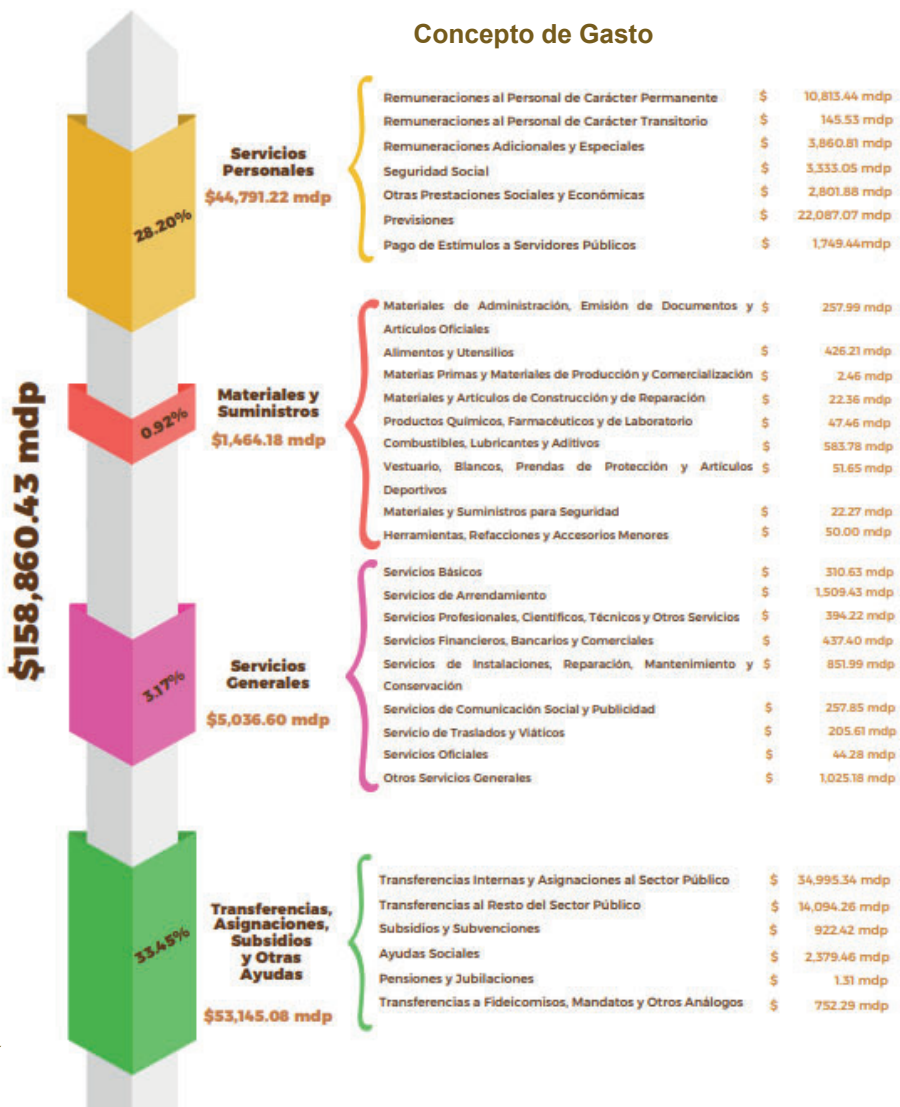 Concepto de Gasto
$158,860.43 mdp
28.20%
Servicios
Personales
$44,791.22 mdp
Remuneraciones al Personal de Carácter Permanente $ 10,813.44 mdp
Remuneraciones al Personal de Carácter Transitorio $ 145.53 mdp
Remuneraciones Adicionales y Especiales $ 3,860.81 mdp
Seguridad Social $ 3,333.05 mdp
Otras Prestaciones Sociales y Económicas $ 2,801.88 mdp
Previsiones $ 22,087.07 mdp
Pago de Estímulos a Servidores Públicos $ 1,749.44mdp
0.92%
Materiales y
Suministros
$1,464.18 mdp
Materiales de Administración, Emisión de Documentos y $ 257.99 mdp
Artículos Oficiales
Alimentos y Utensilios $ 426.21 mdp
Materias Primas y Materiales de Producción y Comercialización $ 2.46 mdp
Materiales y Artículos de Construcción y de Reparación $ 22.36 mdp
Productos Químicos, Farmacéuticos y de Laboratorio $ 47.46 mdp
Combustibles, Lubricantes y Aditivos $ 583.78 mdp
Vestuario, Blancos, Prendas de Protección y Artículos $ 51.65 mdp
Deportivos
Materiales y Suministros para Seguridad $ 22.27 mdp
Herramientas, Refacciones y Accesorios Menores $ 50.00 mdp
3.17%
Servicios
Generales
$5,036.60 mdp
Servicios Básicos $ 310.63 mdp
Servicios de Arrendamiento $ 1,509.43 mdp
Servicios Profesionales, Científicos, Técnicos y Otros Servicios $ 394.22 mdp
Servicios Financieros, Bancarios y Comerciales $ 437.40 mdp
Servicios de Instalaciones, Reparación, Mantenimiento y $ 851.99 mdp
Conservación
Servicios de Comunicación Social y Publicidad $ 257.85 mdp
Servicio de Traslados y Viáticos $ 205.61 mdp
Servicios Oficiales $ 44.28 mdp
Otros Servicios Generales $ 1,025.18 mdp
33.45%
Transferencias,
Asignaciones,
Subsidios
y Otras
Ayudas
$53,145.08 mdp
Transferencias Internas y Asignaciones al Sector Público $ 34,995.34 mdp
Transferencias al Resto del Sector Público $ 14,094.26 mdp
Subsidios y Subvenciones $ 922.42 mdp
Ayudas Sociales $ 2,379.46 mdp
Pensiones y Jubilaciones $ 1.31 mdp
Transferencias a Fideicomisos, Mandatos y Otros Análogos $ 752.29 mdp